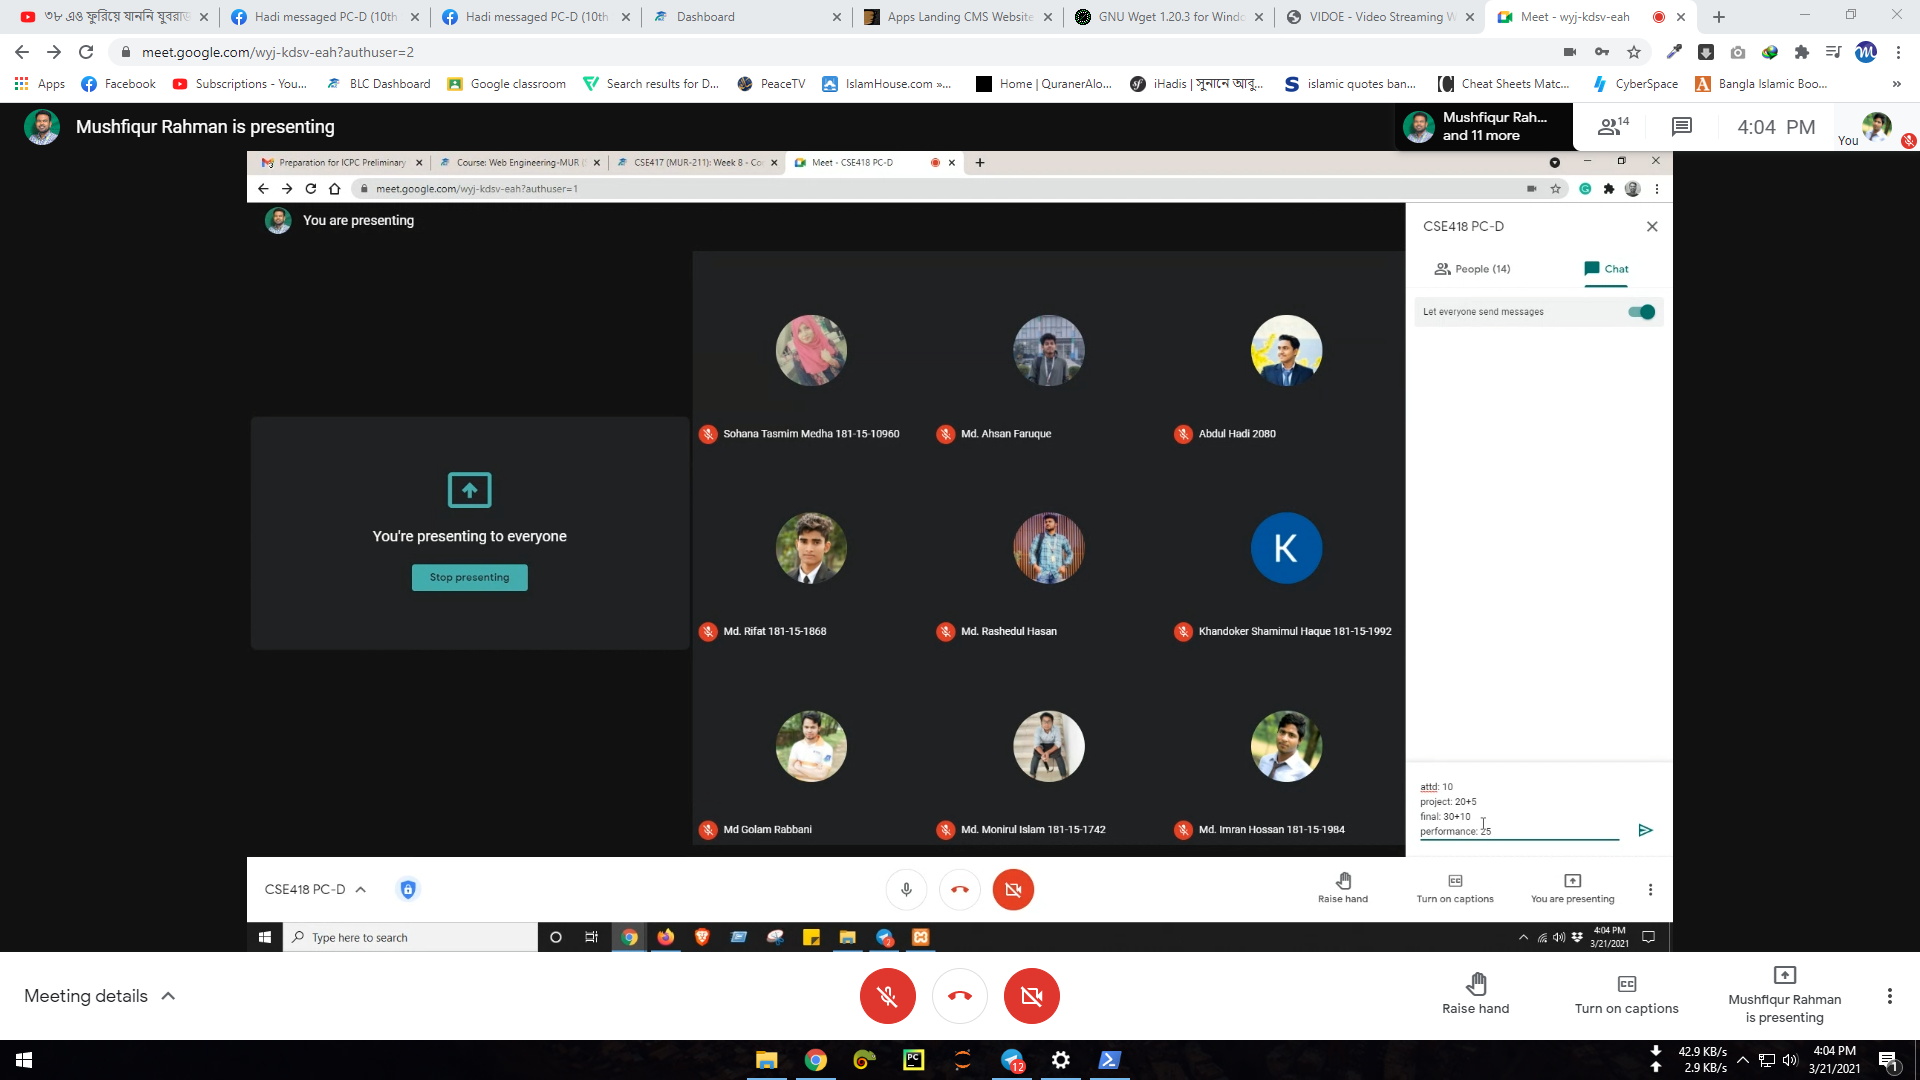 ৩৮ এও ফুরিয়ে যাননি যুবরাজ
Hadi messaged PC-D (10th
Hadi messaged PC-D (10th
Dashboard
Apps Landing CMS Website
GNU Wget 1.20.3 for Windo
VIDOE - Video Streaming W
Meet - wyj-kdsv-eah
meet.google.com/wyj-kdsv-eah?authuser=2
Apps
Facebook
Subscriptions - You...
BLC Dashboard
Google classroom
Search results for D...
PeaceTV
IslamHouse.com »...
Home | QuranerAlo...
iHadis | সুনানে আবু...
islamic quotes ban...
Cheat Sheets Matc...
CyberSpace
Bangla Islamic Boo...
»
Mushfiqur Rahman is presenting
Mushfiqur Rah...
and 11 more
14
4:04 PM
You
Preparation for ICPC Preliminary
Course: Web Engineering-MUR
CSE417 (MUR-211): Week 8 - Co
Meet - CSE418 PC-D
meet.google.com/wyj-kdsv-eah?authuser=1
You are presenting
CSE418 PC-D
People (14)
Chat
Let everyone send messages
Sohana Tasmim Medha 181-15-10960
Md. Ahsan Faruque
Abdul Hadi 2080
You're presenting to everyone
Stop presenting
K
Md. Rifat 181-15-1868
Md. Rashedul Hasan
Khandoker Shamimul Haque 181-15-1992
Md Golam Rabbani
Md. Monirul Islam 181-15-1742
Md. Imran Hossan 181-15-1984
attd: 10
project: 20+5
final: 30+10
performance: 25
CSE418 PC-D
Raise hand
Turn on captions
You are presenting
Type here to search
4:04 PM
3/21/2021
Meeting details
Raise hand
Turn on captions
Mushfiqur Rahman
is presenting
PC
12
42.9 KB/s
2.9 KB/s
4:04 PM
3/21/2021
1